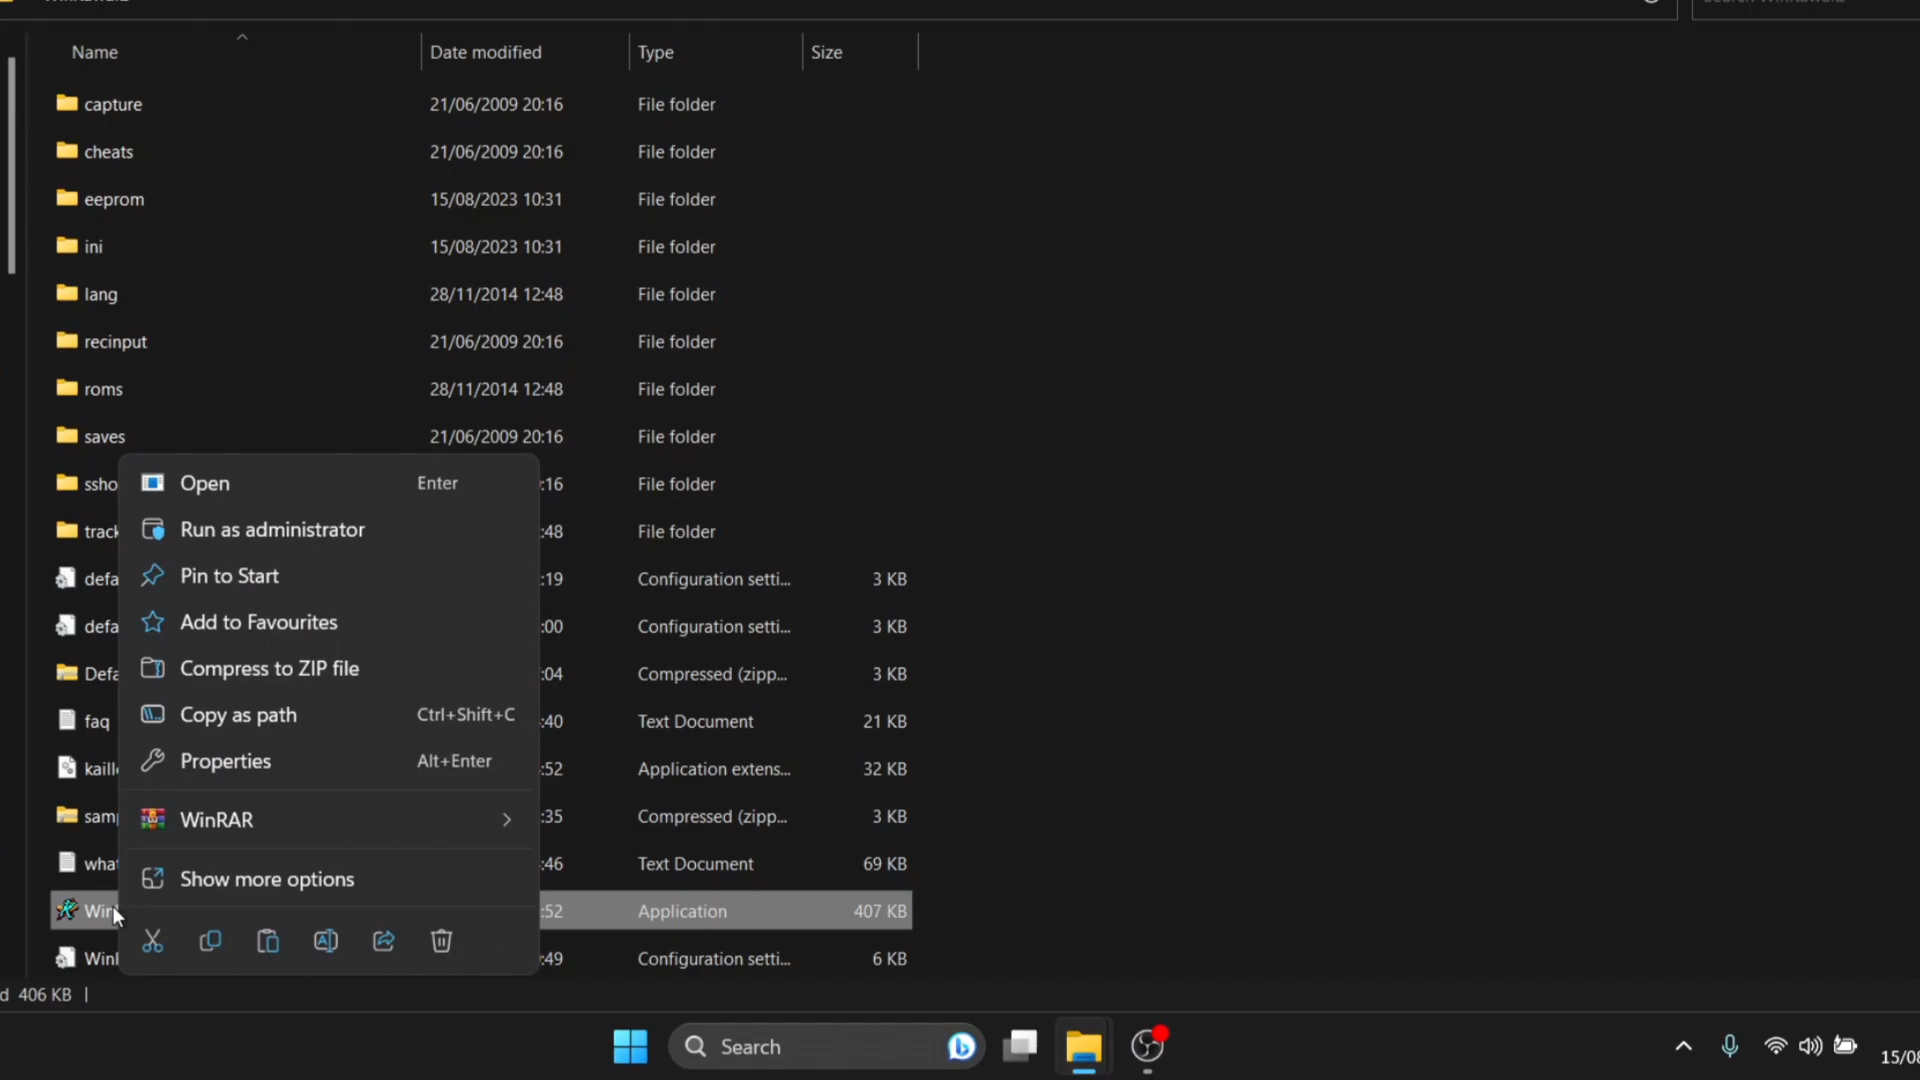 Name Date modified Type Size
capture 21/06/2009 20:16 File folder
cheats 21/06/2009 20:16 File folder
eeprom 15/08/2023 10:31 File folder
ini 15/08/2023 10:31 File folder
lang 28/11/2014 12:48 File folder
recinput 21/06/2009 20:16 File folder
roms 28/11/2014 12:48 File folder
saves 21/06/2009 20:16 File folder
ssho :16 File folder
track :48 File folder
defa :19 Configuration setti... 3 KB
defa :00 Configuration setti... 3 KB
Defa :04 Compressed (zipp... 3 KB
faq :40 Text Document 21 KB
kaill :52 Application extens... 32 KB
sam :35 Compressed (zipp... 3 KB
what :46 Text Document 69 KB
Win :52 Application 407 KB
Win :49 Configuration setti... 6 KB
Open Enter
Run as administrator
Pin to Start
Add to Favourites
Compress to ZIP file
Copy as path Ctrl+Shift+C
Properties Alt+Enter
WinRAR
Show more options
d 406 KB
Search
15/08